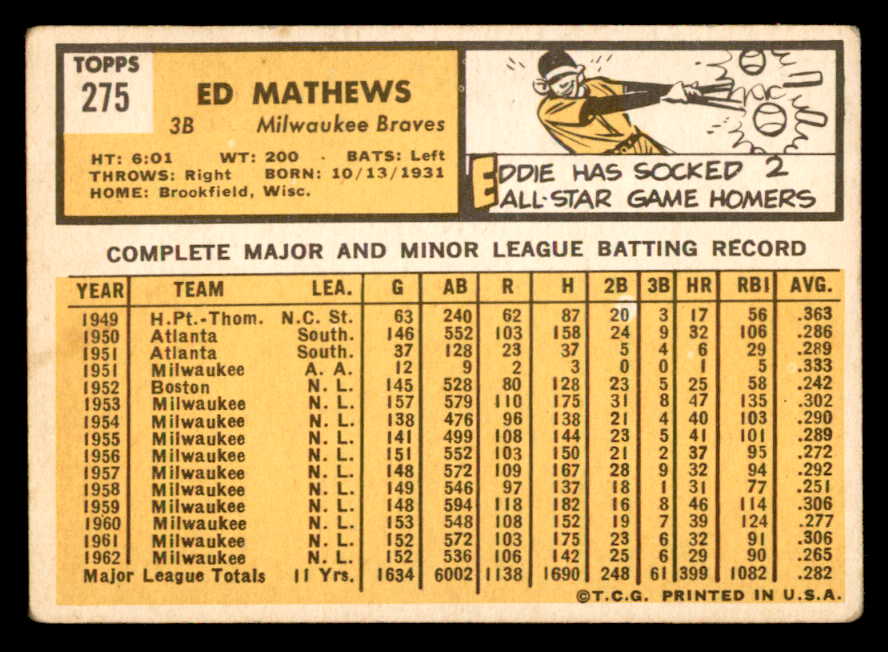 TOPPS
275
ED MATHEWS
3B Milwaukee Braves
HT: 6:01 WT: 200 · BATS: Left
THROWS: Right BORN: 10/13/1931
HOME: Brookfield, Wisc.
EDDIE HAS SOCKED 2
ALL-STAR GAME HOMERS
COMPLETE MAJOR AND MINOR LEAGUE BATTING RECORD
YEAR TEAM LEA. G AB R H 2B 3B HR RBI AVG.
1949 H.Pt.-Thom. N.C. St. 63 240 62 87 20 3 17 56 .363
1950 Atlanta South. 146 552 103 158 24 9 32 106 .286
1951 Atlanta South. 37 128 23 37 5 4 6 29 .289
1951 Milwaukee A. A. 12 9 2 3 0 0 1 5 .333
1952 Boston N. L. 145 528 80 128 23 5 25 58 .242
1953 Milwaukee N. L. 157 579 110 175 31 8 47 135 .302
1954 Milwaukee N. L. 138 476 96 138 21 4 40 103 .290
1955 Milwaukee N. L. 141 499 108 144 23 5 41 101 .289
1956 Milwaukee N. L. 151 552 103 150 21 2 37 95 .272
1957 Milwaukee N. L. 148 572 109 167 28 9 32 94 .292
1958 Milwaukee N. L. 149 546 97 137 18 1 31 77 .251
1959 Milwaukee N. L. 148 594 118 182 16 8 46 114 .306
1960 Milwaukee N. L. 153 548 108 152 19 7 39 124 .277
1961 Milwaukee N. L. 152 572 103 175 23 6 32 91 .306
1962 Milwaukee N. L. 152 536 106 142 25 6 29 90 .265
Major League Totals 11 Yrs. 1634 6002 1138 1690 248 61 399 1082 .282
©T.C.G. PRINTED IN U.S.A.